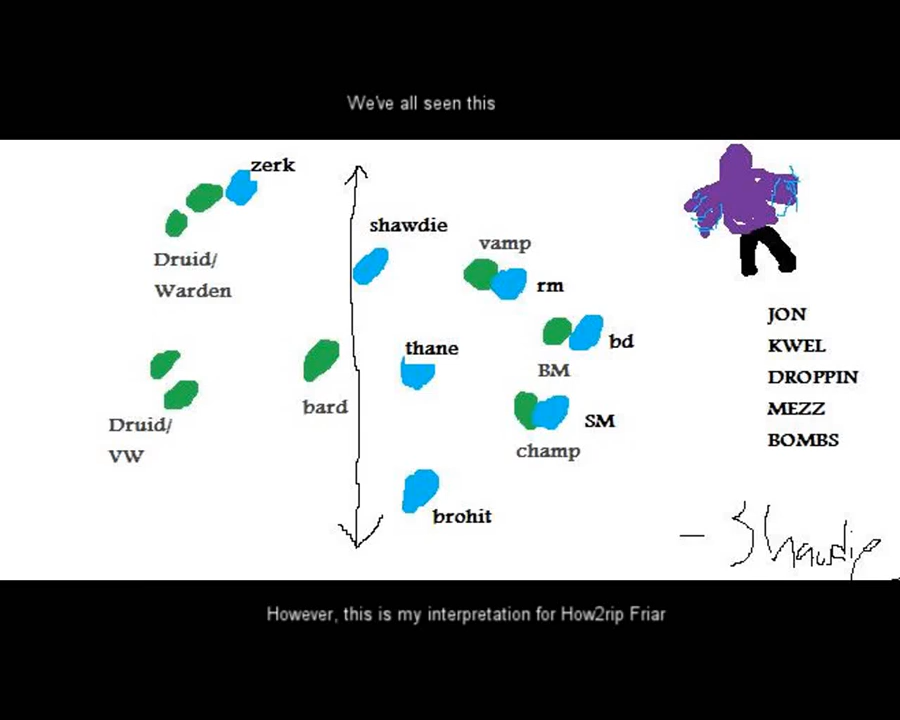 We've all seen this
zerk
shawdie
vamp
Druid/
Warden
rm
JON
bd
thane
KWEL
BM
DROPPIN
bard
MEZZ
SM
Druid/
VW
BOMBS
champ
brohit
- Shawdie
However, this is my interpretation for How2rip Friar